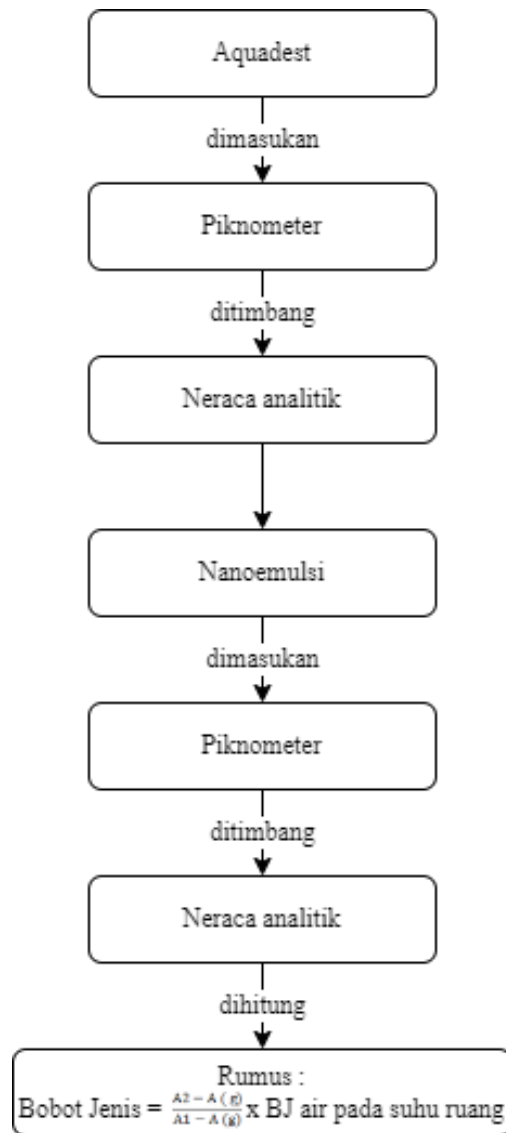 Aquadest
dimasukan
Piknometer
ditimbang
Neraca analitik
Nanoemulsi
dimasukan
Piknometer
ditimbang
Neraca analitik
dihitung
Rumus :
Bobot Jenis = \frac{A2 - A (g)}{A1 - A (g)} x BJ air pada suhu ruang